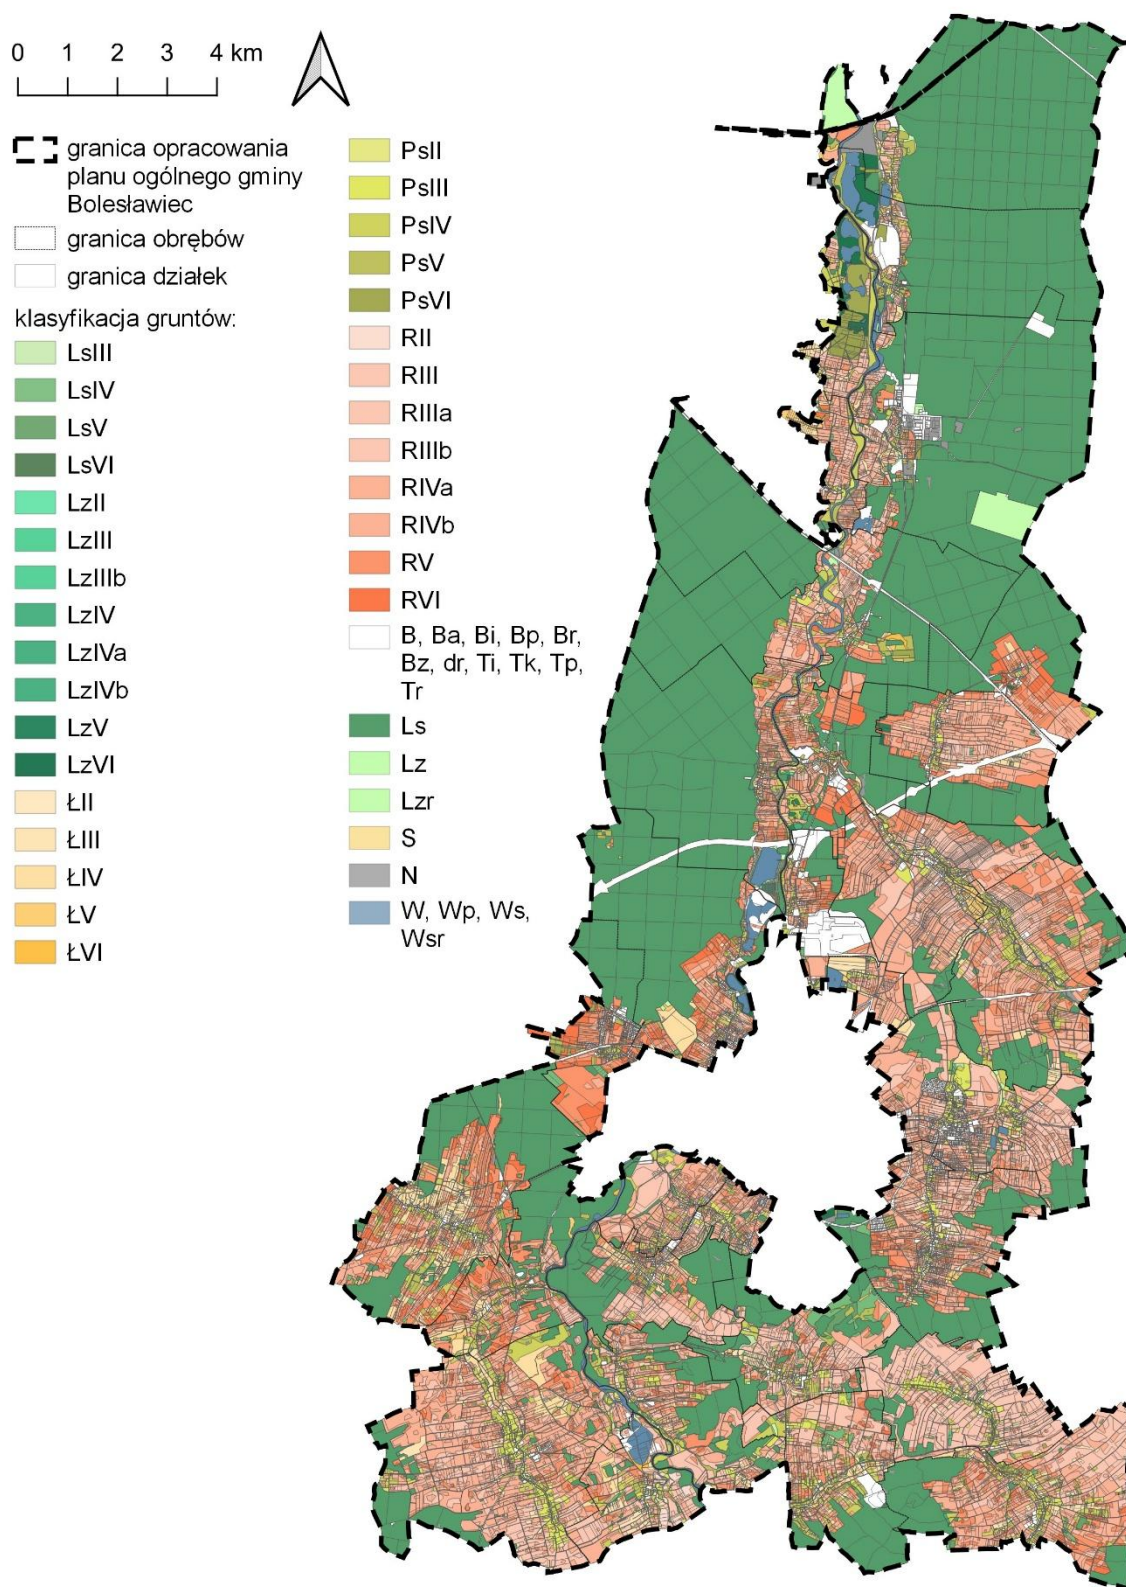 0 1 2 3 4 km
granica opracowania
planu ogólnego gminy
Bolesławiec
granica obrębów
granica działek
klasyfikacja gruntów:
LsIII
LsIV
LsV
LsVI
LzII
LzIII
LzIIIb
LzIV
LzIVa
LzIVb
LzV
LzVI
ŁII
ŁIII
ŁIV
ŁV
ŁVI
PsII
PsIII
PsIV
PsV
PsVI
RII
RIII
RIIIa
RIIIb
RIVa
RIVb
RV
RVI
B, Ba, Bi, Bp, Br,
Bz, dr, Ti, Tk, Tp,
Tr
Ls
Lz
Lzr
S
N
W, Wp, Ws,
Wsr